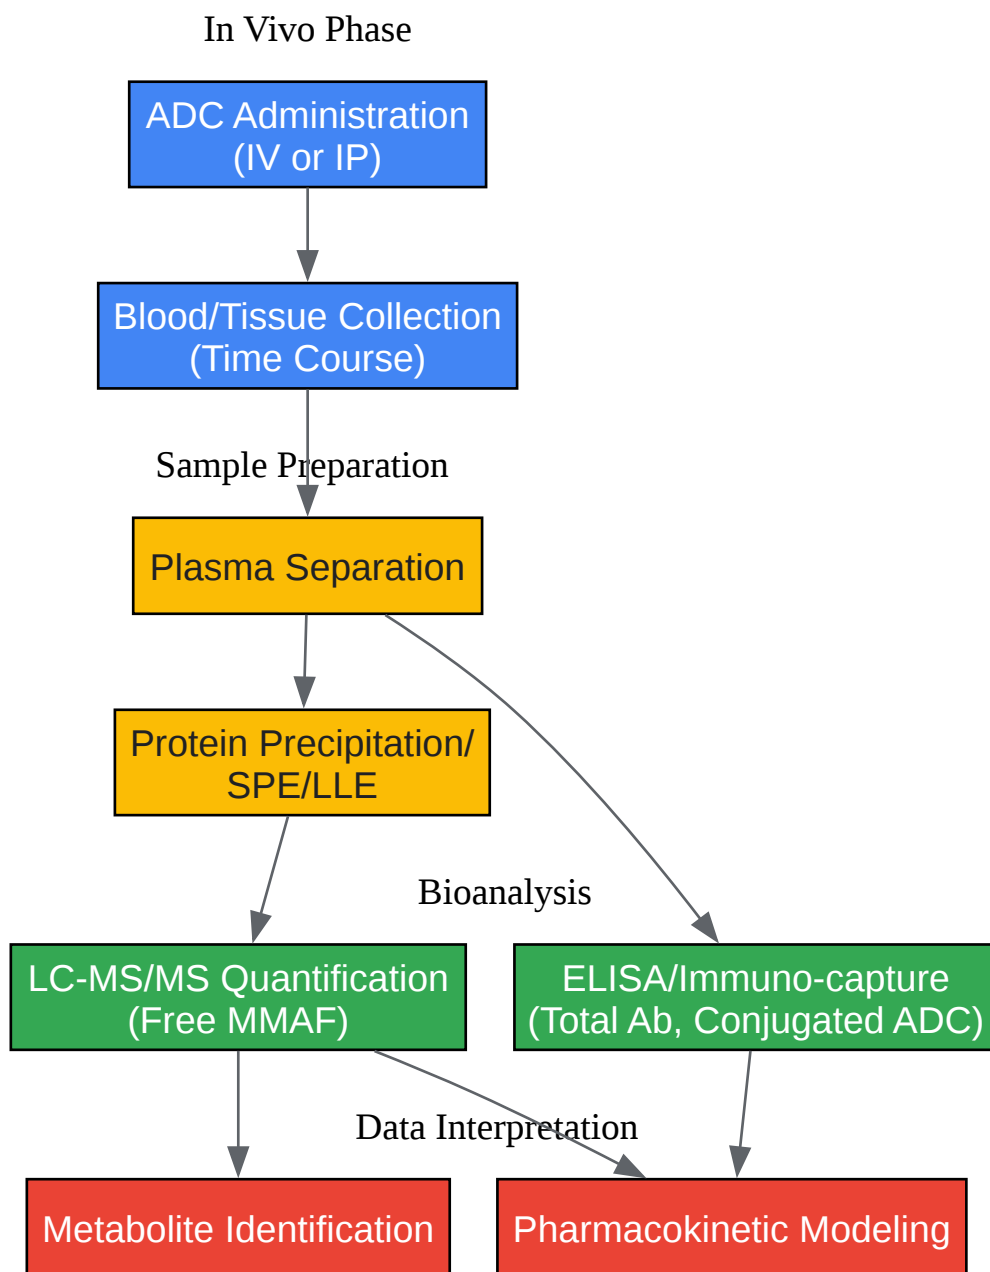 In Vivo Phase
ADC Administration
(IV or IP)
Blood/Tissue Collection
(Time Course)
Sample Preparation
Plasma Separation
Protein Precipitation/
SPE/LLE
Bioanalysis
LC-MS/MS Quantification
(Free MMAF)
ELISA/Immuno-capture
(Total Ab, Conjugated ADC)
Data Interpretation
Metabolite Identification
Pharmacokinetic Modeling